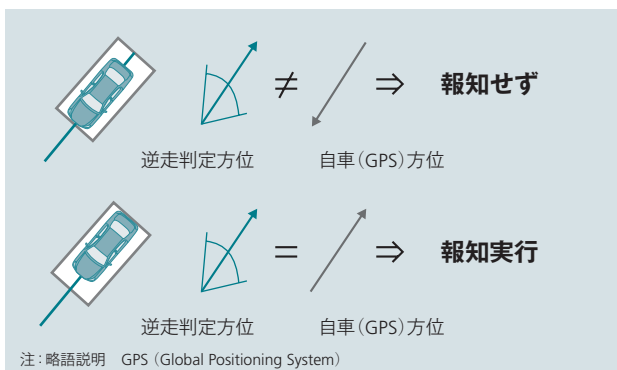 ≠ ⇒ 報知せず
逆走判定方位 自車(GPS)方位
= ⇒ 報知実行
逆走判定方位 自車(GPS)方位
注:略語説明 GPS(Global Positioning System)